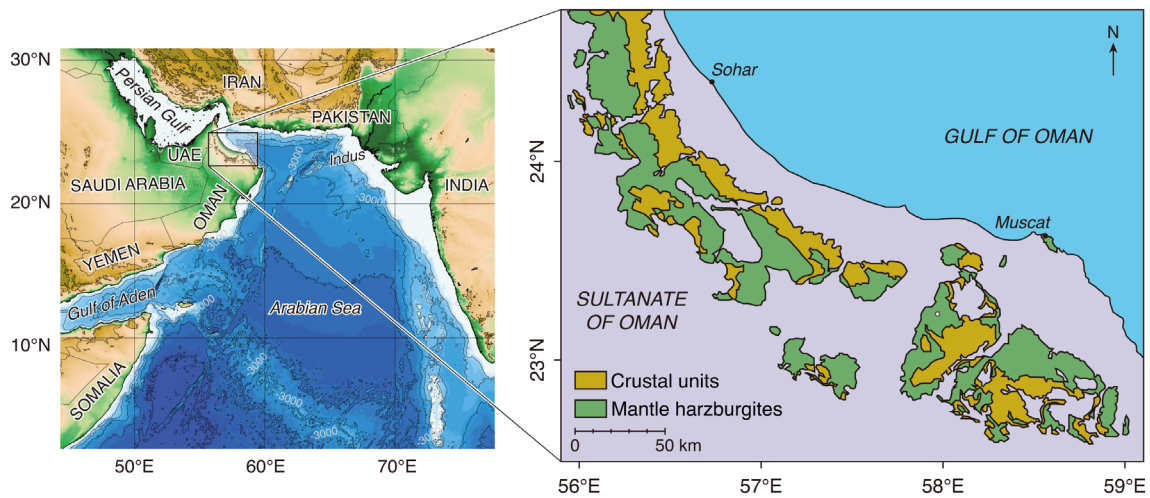 30°N
20°N
10°N
50°E
60°E
70°E
Persian Gulf
IRAN
PAKISTAN
UAE
Indus
SAUDI ARABIA
INDIA
OMAN
YEMEN
Gulf of Aden
Arabian Sea
SOMALIA
-3000
-3000
-3000
-3000
-3000
-3000
N
Sohar
GULF OF OMAN
24°N
Muscat
SULTANATE
OF OMAN
23°N
Crustal units
Mantle harzburgites
0
50 km
56°E
57°E
58°E
59°E